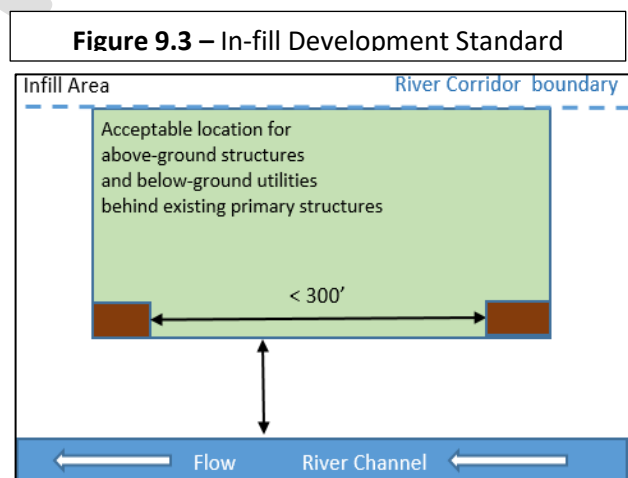 Figure 9.3 – In-fill Development Standard
Infill Area
River Corridor boundary
Acceptable location for
above-ground structures
and below-ground utilities
behind existing primary structures
< 300’
Flow
River Channel